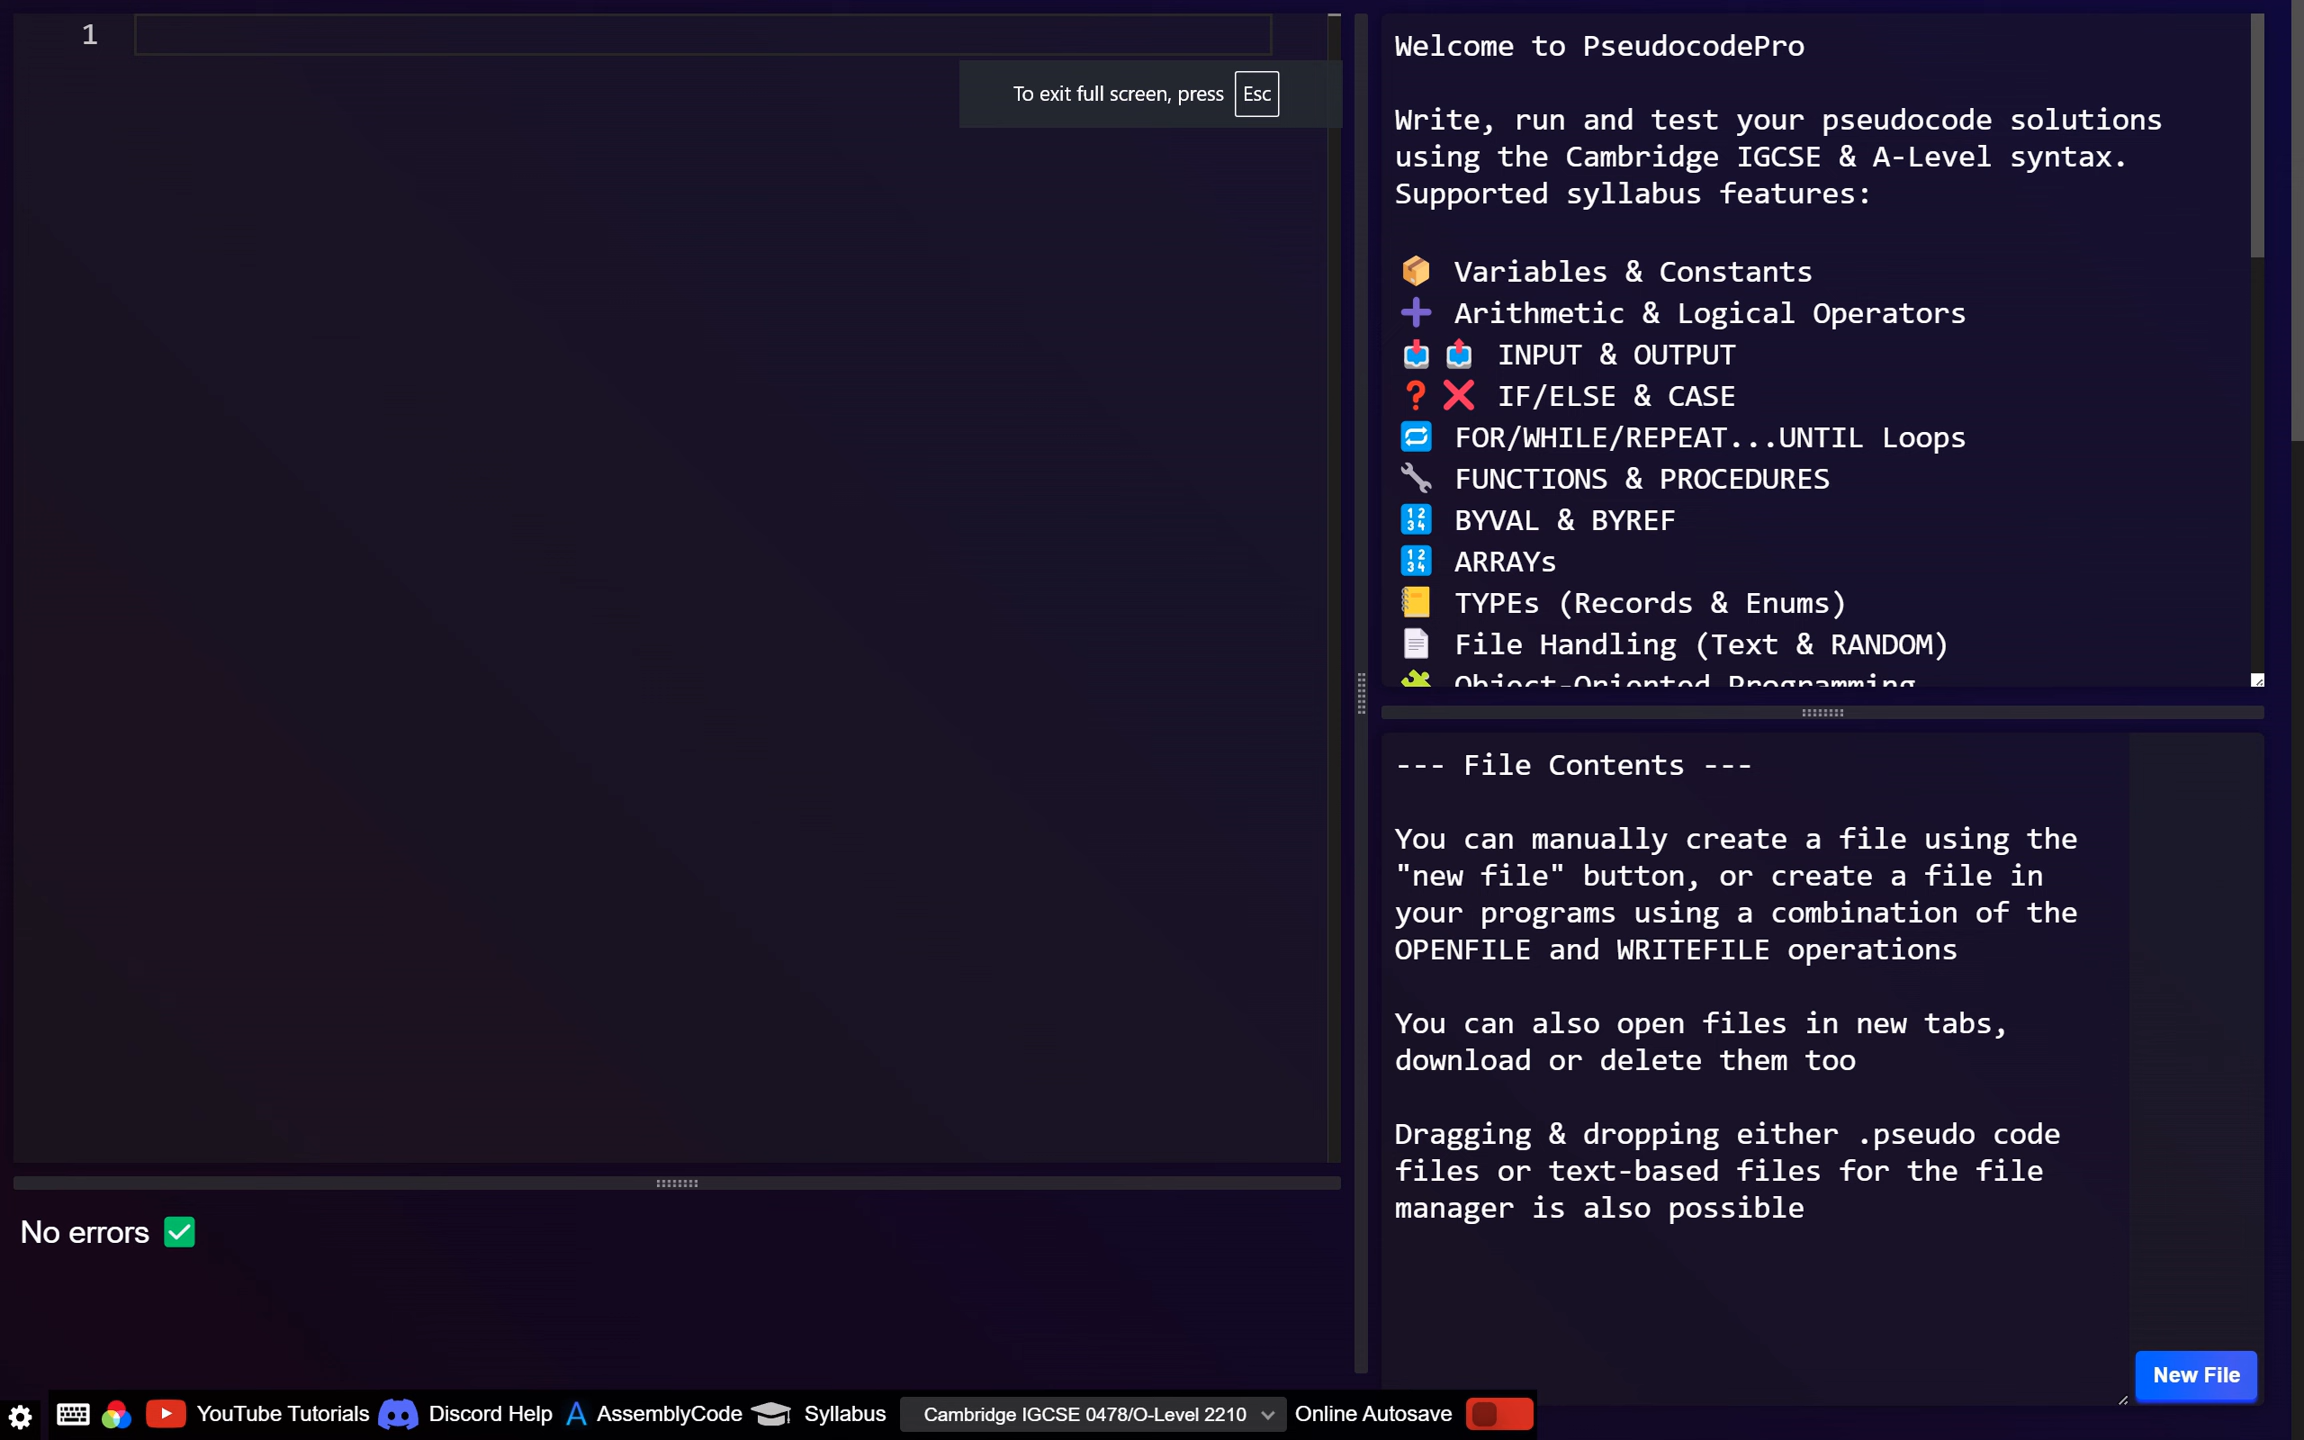 1
To exit full screen, press Esc
Welcome to PseudocodePro
Write, run and test your pseudocode solutions
using the Cambridge IGCSE & A-Level syntax.
Supported syllabus features:
Variables & Constants
Arithmetic & Logical Operators
INPUT & OUTPUT
IF/ELSE & CASE
FOR/WHILE/REPEAT...UNTIL Loops
FUNCTIONS & PROCEDURES
BYVAL & BYREF
ARRAYs
TYPEs (Records & Enums)
File Handling (Text & RANDOM)
Object-Oriented Programming
--- File Contents ---
You can manually create a file using the
"new file" button, or create a file in
your programs using a combination of the
OPENFILE and WRITEFILE operations
You can also open files in new tabs,
download or delete them too
Dragging & dropping either .pseudo code
files or text-based files for the file
manager is also possible
New File
No errors
YouTube Tutorials Discord Help AssemblyCode Syllabus Cambridge IGCSE 0478/O-Level 2210 Online Autosave